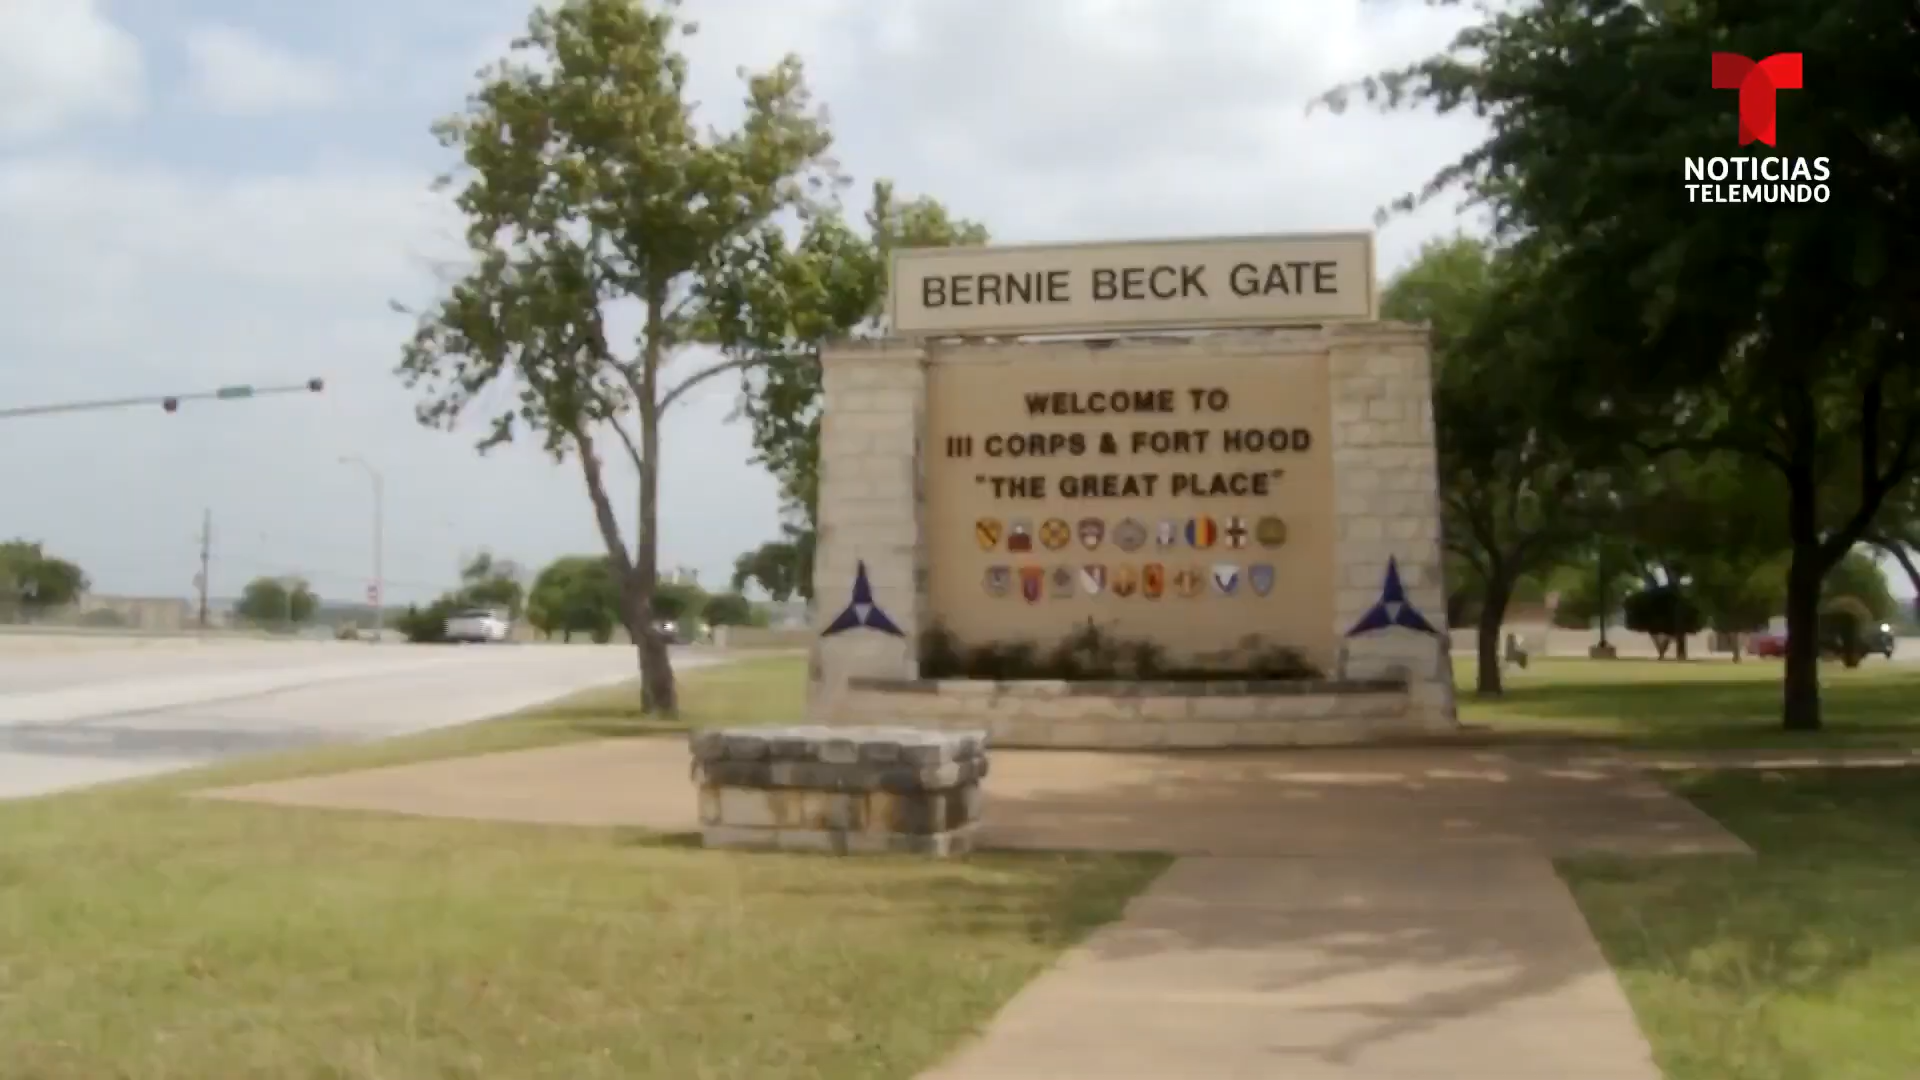 NOTICIAS
TELEMUNDO
BERNIE BECK GATE
WELCOME TO
III CORPS & FORT HOOD
"THE GREAT PLACE"